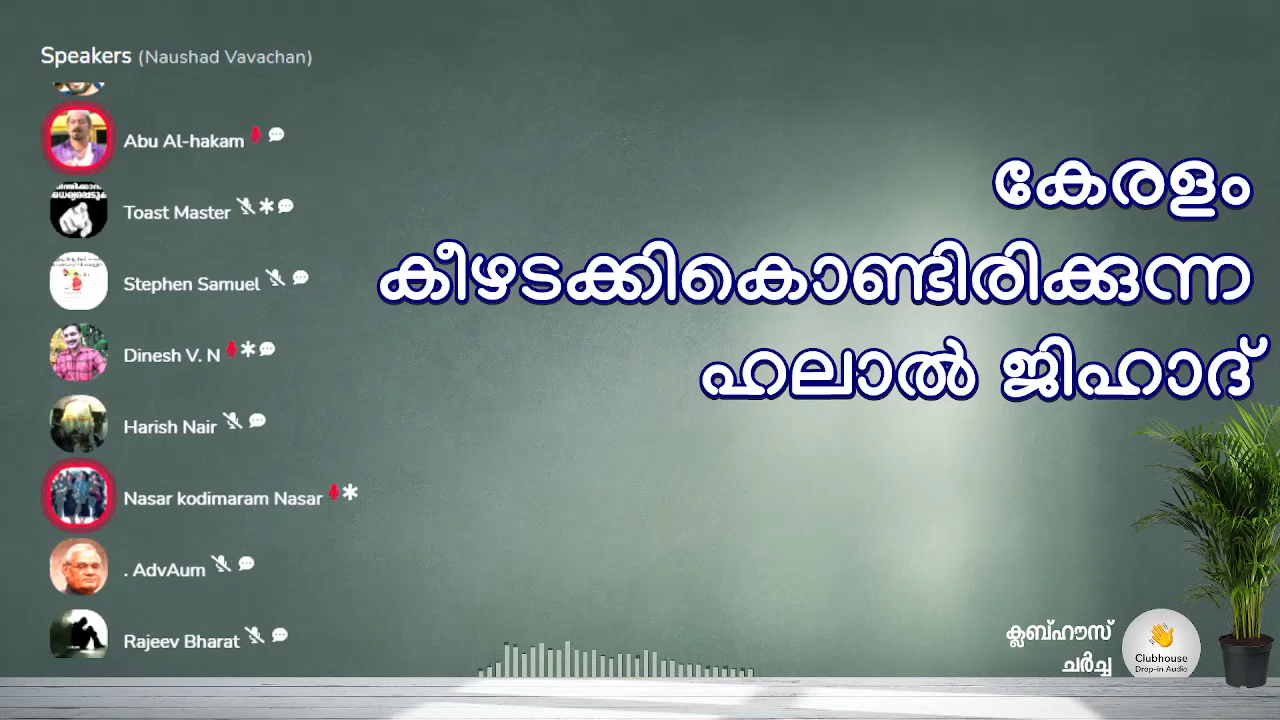 Speakers (Naushad Vavachan)
Abu Al-hakam
Toast Master
Stephen Samuel
Dinesh V. N
Harish Nair
Nasar kodimaram Nasar
. AdvAum
Rajeev Bharat
കേരളം
കീഴടക്കികൊണ്ടിരിക്കുന്ന
ഹലാൽ ജിഹാദ്
ക്ലബ്ഹൗസ്
ചർച്ച
Clubhouse
Drop-in Audio